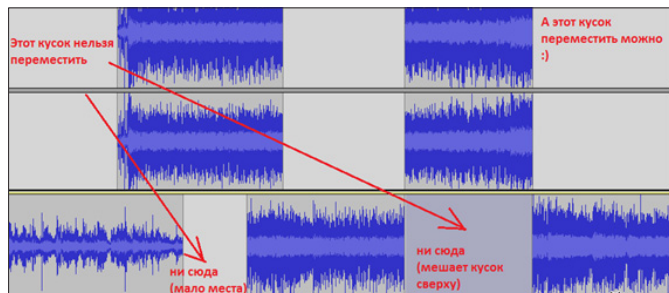 Этот кусок нельзя
переместить
А этот кусок
переместить можно
:)
ни сюда
(мало места)
ни сюда
(мешает кусок
сверху)